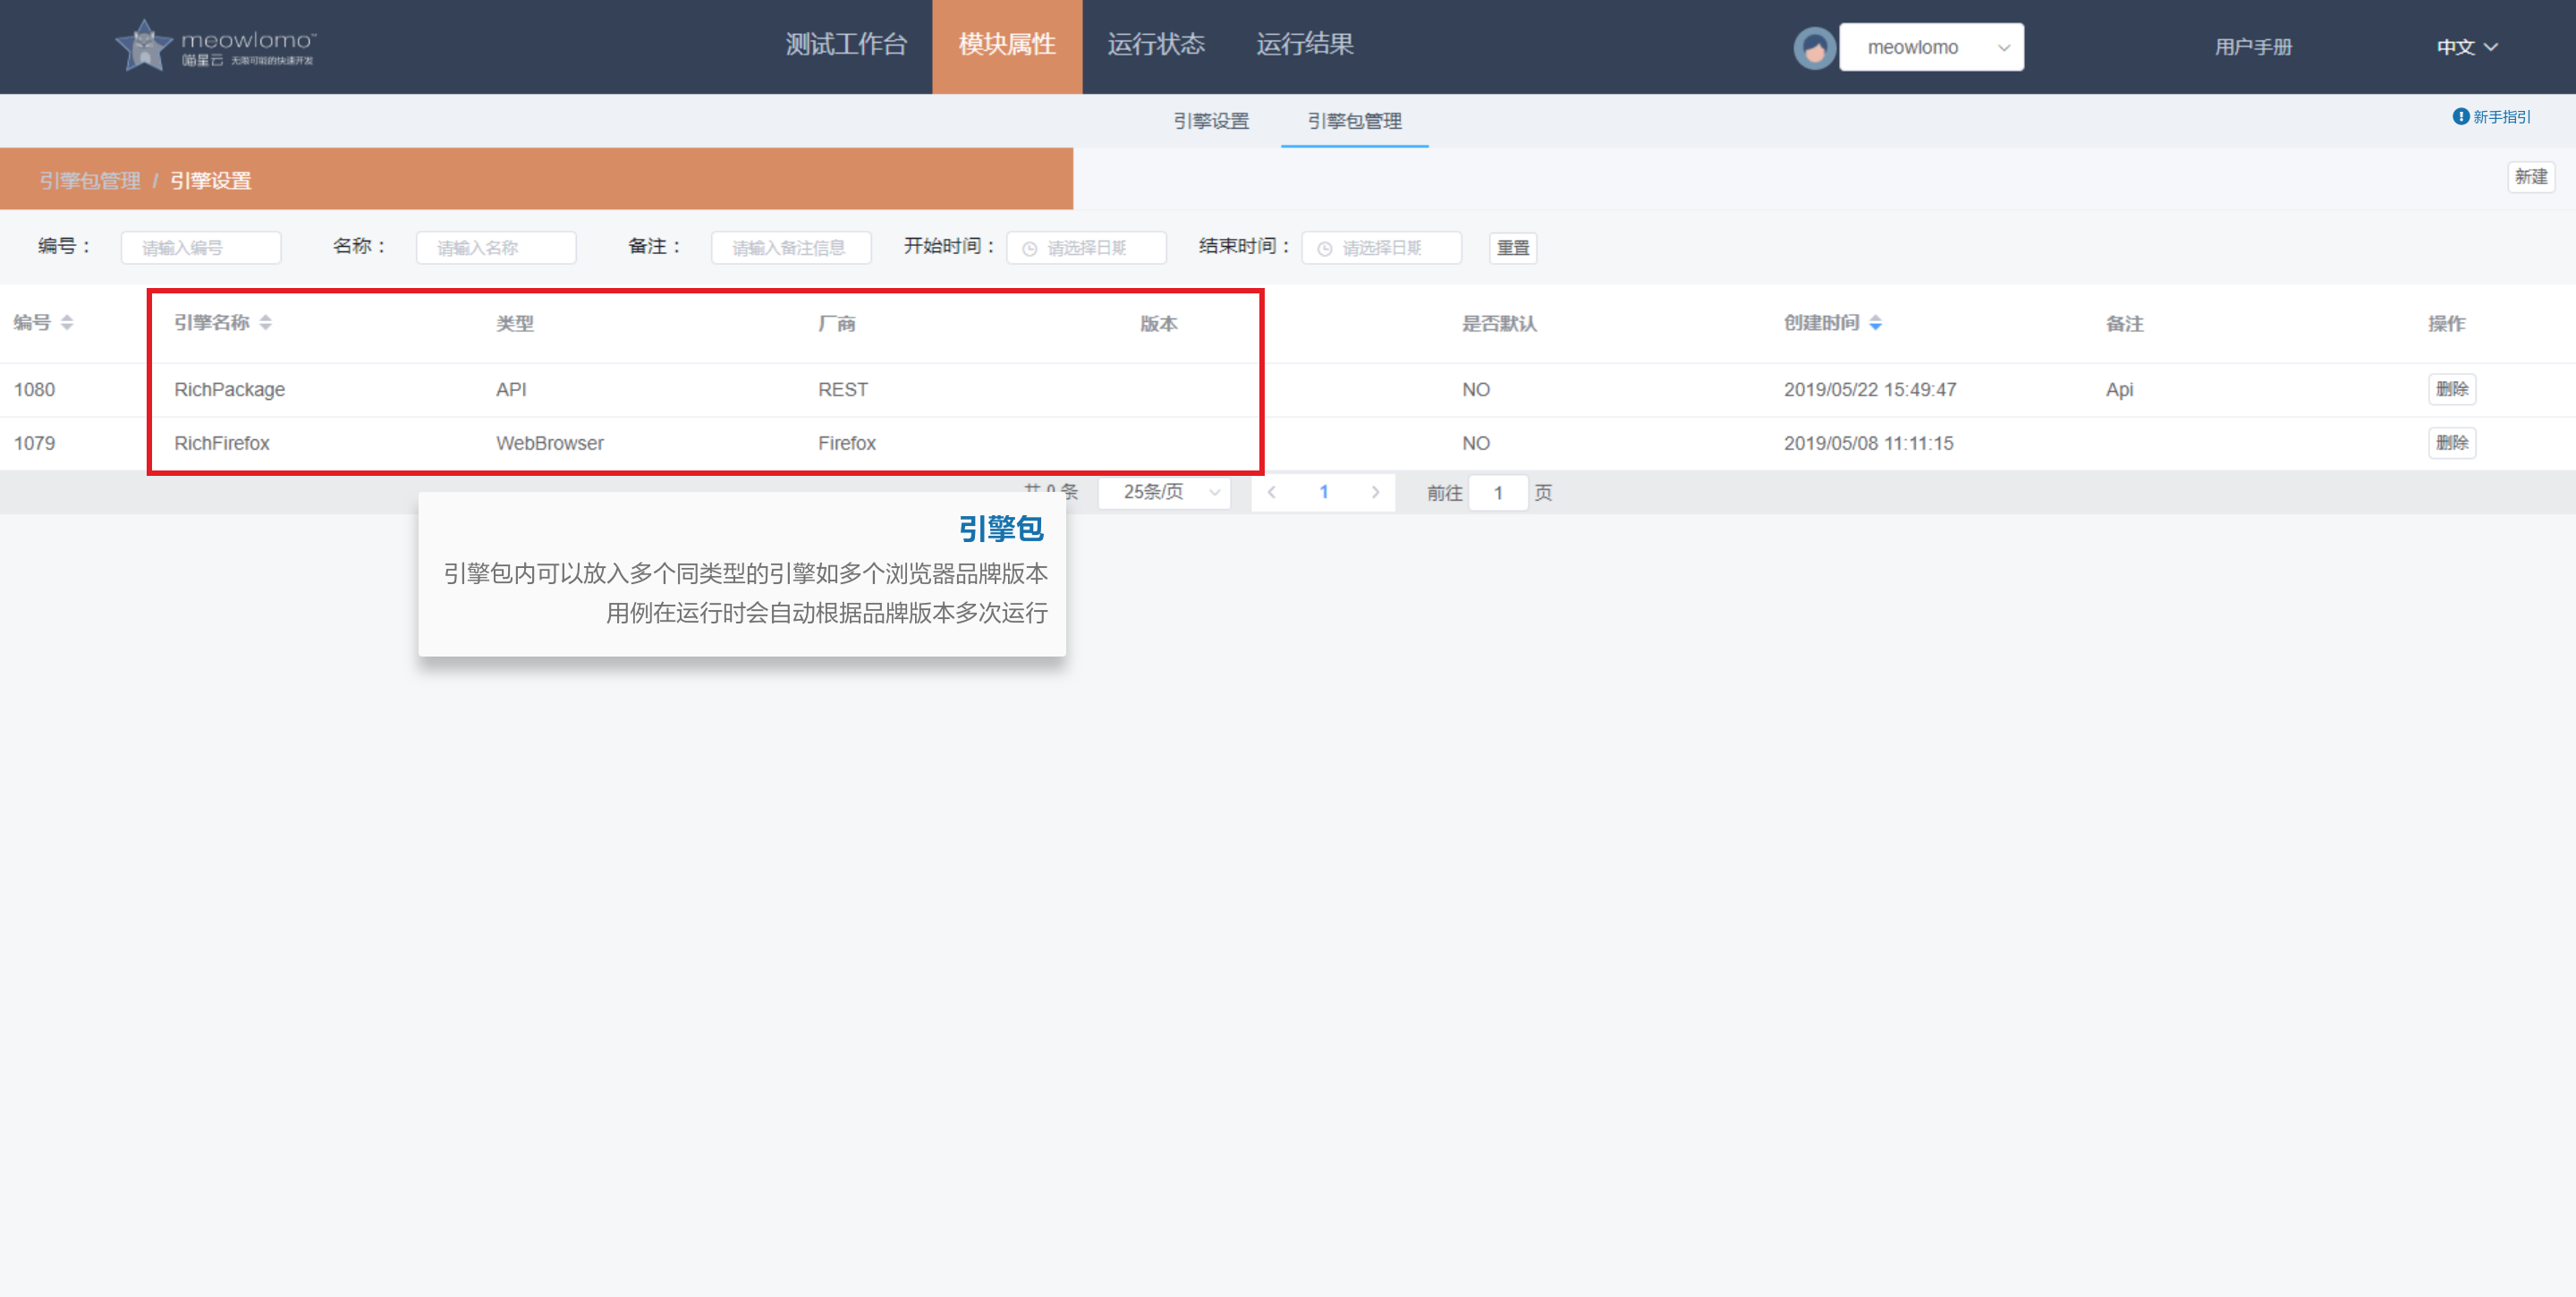 meowlomo™
喵星云 无限可能的快速开发
测试工作台 模块属性 运行状态 运行结果
meowlomo
用户手册
中文
引擎设置 引擎包管理
新手指引
引擎包管理 / 引擎设置
新建
编号： 请输入编号 名称： 请输入名称 备注： 请输入备注信息 开始时间： 请选择日期 结束时间： 请选择日期 重置
编号 引擎名称 类型 厂商 版本 是否默认 创建时间 备注 操作
1080 RichPackage API REST NO 2019/05/22 15:49:47 Api 删除
1079 RichFirefox WebBrowser Firefox NO 2019/05/08 11:11:15 删除
共 0 条 25条/页 1 前往 1 页
引擎包
引擎包内可以放入多个同类型的引擎如多个浏览器品牌版本
用例在运行时会自动根据品牌版本多次运行